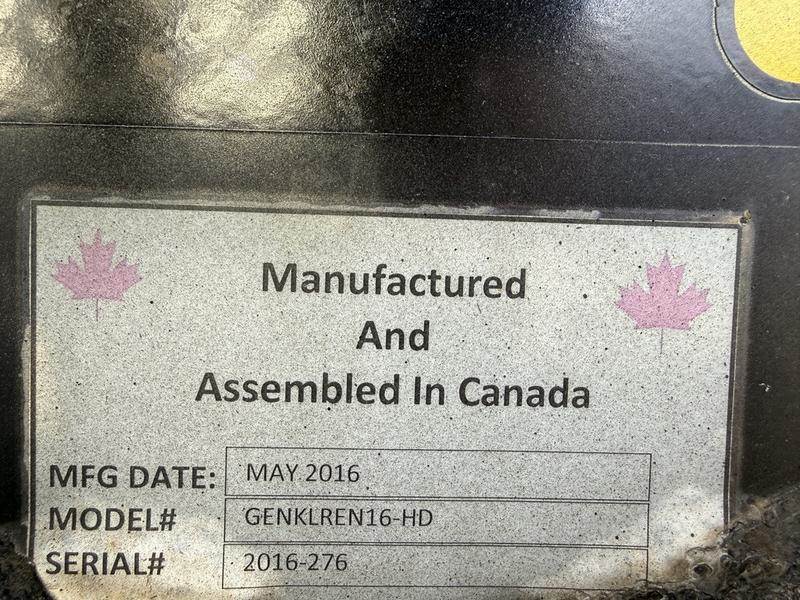 Manufactured
And
Assembled In Canada
MFG DATE: MAY 2016
MODEL# GENKLREN16-HD
SERIAL# 2016-276